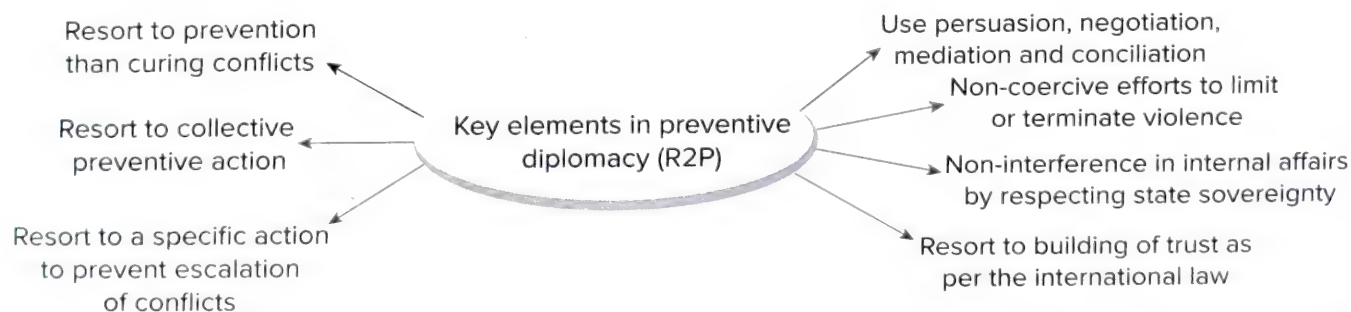 Resort to prevention
than curing conflicts
Resort to collective
preventive action
Resort to a specific action
to prevent escalation
of conflicts
Key elements in preventive
diplomacy (R2P)
Use persuasion, negotiation,
mediation and conciliation
Non-coercive efforts to limit
or terminate violence
Non-interference in internal affairs
by respecting state sovereignty
Resort to building of trust as
per the international law